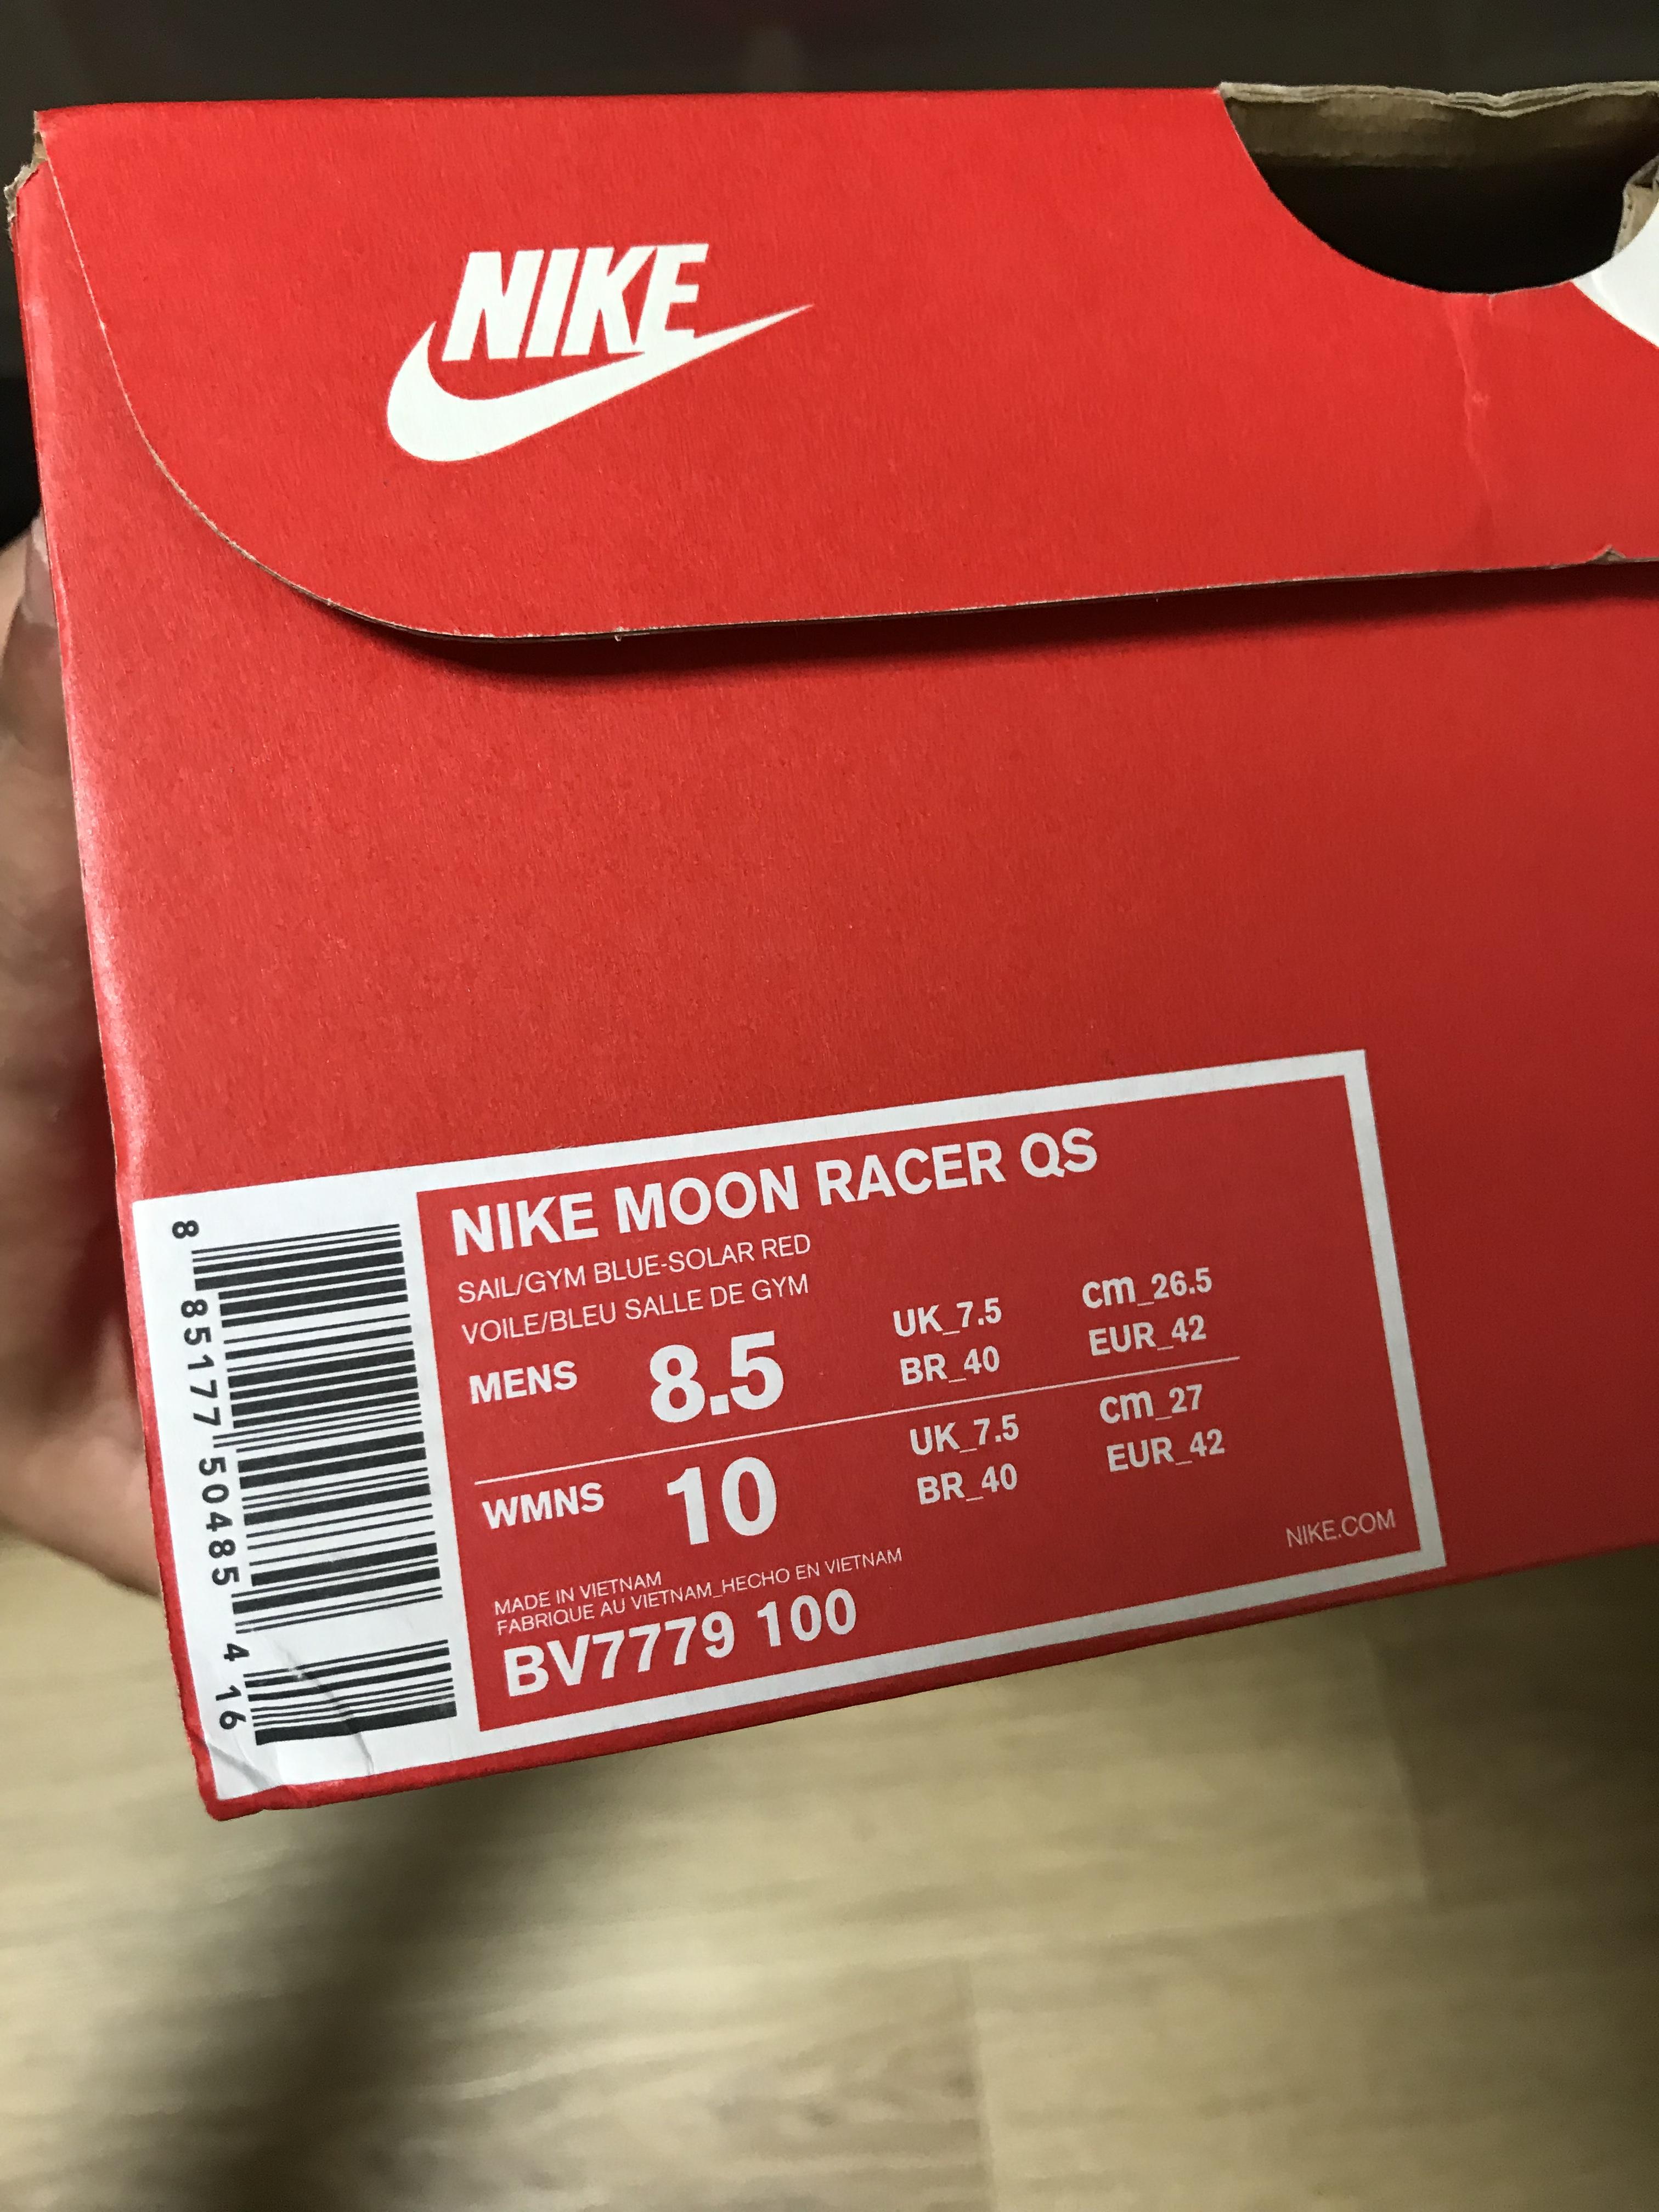 NIKE
NIKE MOON RACER QS
SAIL/GYM BLUE-SOLAR RED
VOILE/BLEU SALLE DE GYM
MENS 8.5 UK_7.5 cm_26.5
BR_40 EUR_42
WMNS 10 UK_7.5 cm_27
BR_40 EUR_42
MADE IN VIETNAM
FABRIQUE AU VIETNAM_HECHO EN VIETNAM
BV7779 100
NIKE.COM
8 85177 50485 4 16